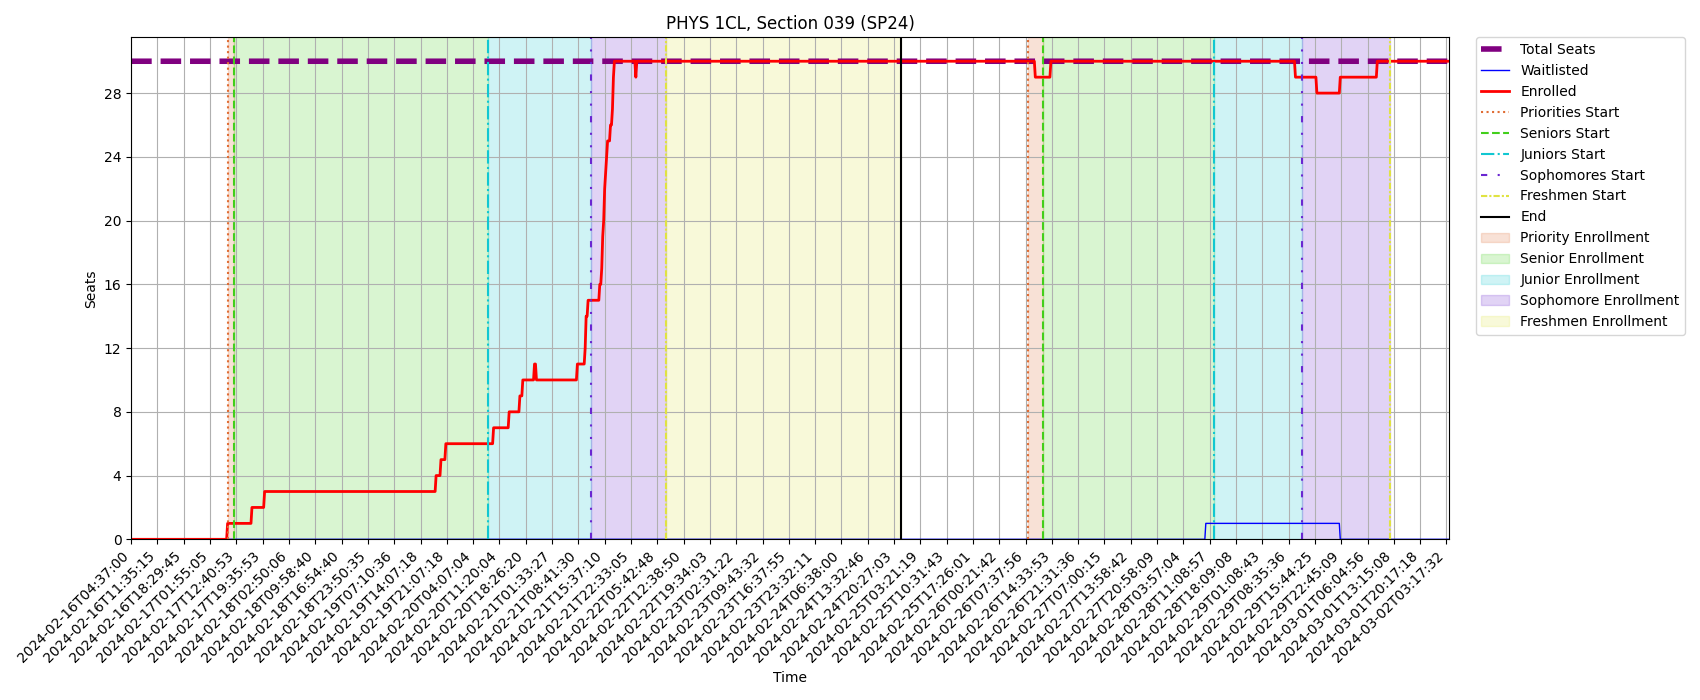 PHYS 1CL, Section 039 (SP24)
Seats
28
24
20
16
12
8
4
0
2024-02-16T04:37:00
2024-02-16T11:35:15
2024-02-16T18:29:45
2024-02-17T01:55:05
2024-02-17T12:40:53
2024-02-17T19:35:53
2024-02-18T02:50:06
2024-02-18T09:58:40
2024-02-18T16:54:40
2024-02-18T23:50:35
2024-02-19T07:10:36
2024-02-19T14:07:18
2024-02-19T21:07:18
2024-02-20T04:07:04
2024-02-20T11:20:04
2024-02-20T18:26:20
2024-02-21T01:33:27
2024-02-21T08:41:30
2024-02-21T15:37:10
2024-02-21T22:33:05
2024-02-22T05:42:48
2024-02-22T12:38:50
2024-02-22T19:34:03
2024-02-23T02:31:22
2024-02-23T09:43:32
2024-02-23T16:37:55
2024-02-23T23:32:11
2024-02-24T06:38:00
2024-02-24T13:32:46
2024-02-24T20:27:03
2024-02-25T03:21:19
2024-02-25T10:31:43
2024-02-25T17:26:01
2024-02-26T00:21:42
2024-02-26T07:37:56
2024-02-26T14:33:53
2024-02-26T21:31:36
2024-02-27T07:00:15
2024-02-27T13:58:42
2024-02-27T20:58:09
2024-02-28T03:57:04
2024-02-28T11:08:57
2024-02-28T18:09:08
2024-02-29T01:08:43
2024-02-29T08:35:36
2024-02-29T15:44:25
2024-02-29T22:45:09
2024-03-01T06:04:56
2024-03-01T13:15:08
2024-03-01T20:17:18
2024-03-02T03:17:32
Time
Total Seats
Waitlisted
Enrolled
Priorities Start
Seniors Start
Juniors Start
Sophomores Start
Freshmen Start
End
Priority Enrollment
Senior Enrollment
Junior Enrollment
Sophomore Enrollment
Freshmen Enrollment